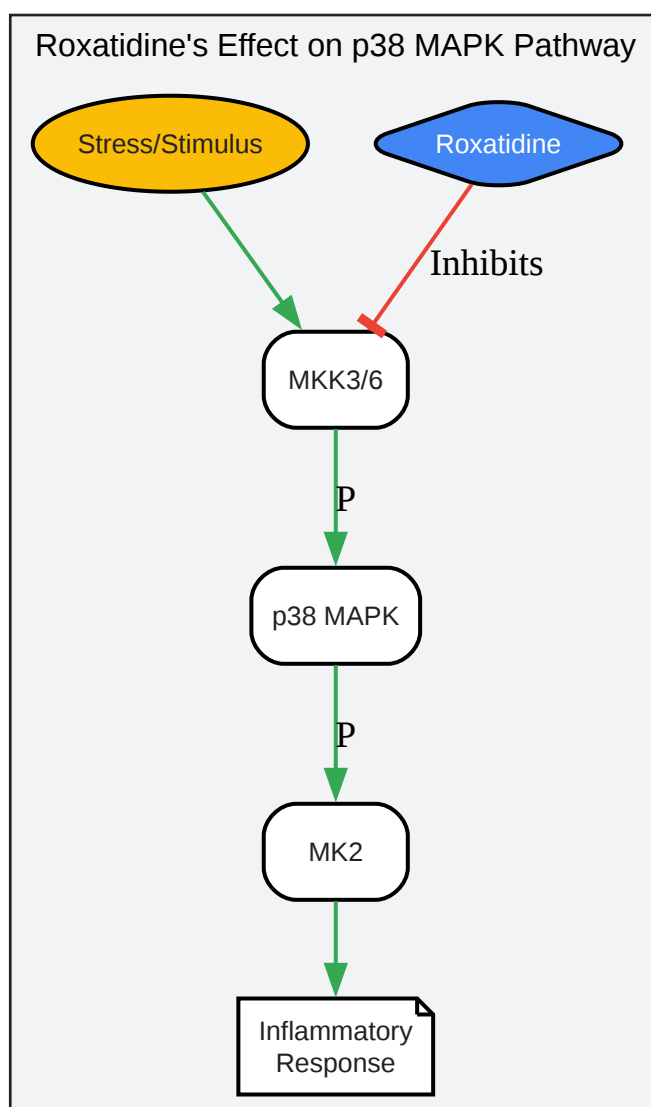 Roxatidine's Effect on p38 MAPK Pathway
Stress/Stimulus
Roxatidine
Inhibits
MKK3/6
P
p38 MAPK
P
MK2
Inflammatory
Response